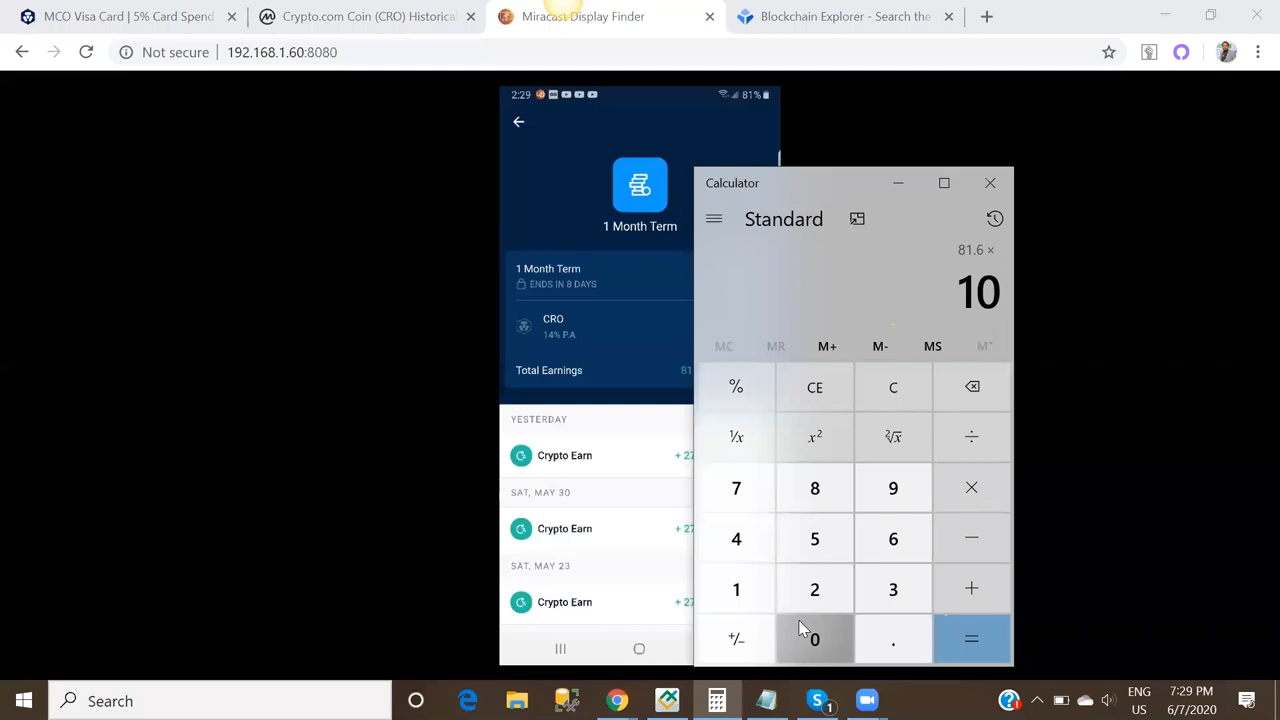 MCO Visa Card | 5% Card Spend
Crypto.com Coin (CRO) Historical
Miracast Display Finder
Blockchain Explorer - Search the
Not secure
192.168.1.60:8080
2:29
81%
1 Month Term
1 Month Term
ENDS IN 8 DAYS
CRO
14% P.A
Total Earnings
81
YESTERDAY
Crypto Earn
+ 27
SAT, MAY 30
Crypto Earn
+ 27
SAT, MAY 23
Crypto Earn
+ 27
Calculator
Standard
81.6 ×
10
MC MR M+ M- MS M˅
% CE C
¹/x x² ²√x ÷
7 8 9 ×
4 5 6 −
1 2 3 +
+/− 0 . =
Search
ENG
US
7:29 PM
6/7/2020